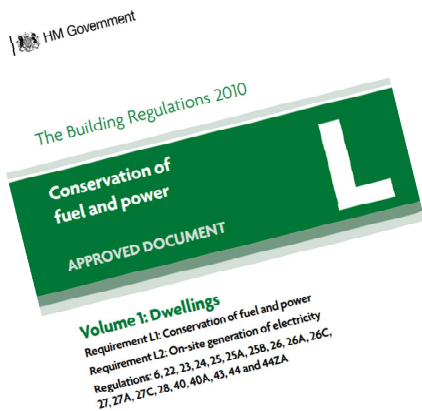 HM Government
The Building Regulations 2010
Conservation of
fuel and power
L
APPROVED DOCUMENT
Volume 1: Dwellings
Requirement L1: Conservation of fuel and power
Requirement L2: On-site generation of electricity
Regulations: 6, 22, 23, 24, 25, 25A, 25B, 26, 26A, 26C,
27, 27A, 27C, 28, 40, 40A, 43, 44 and 44ZA